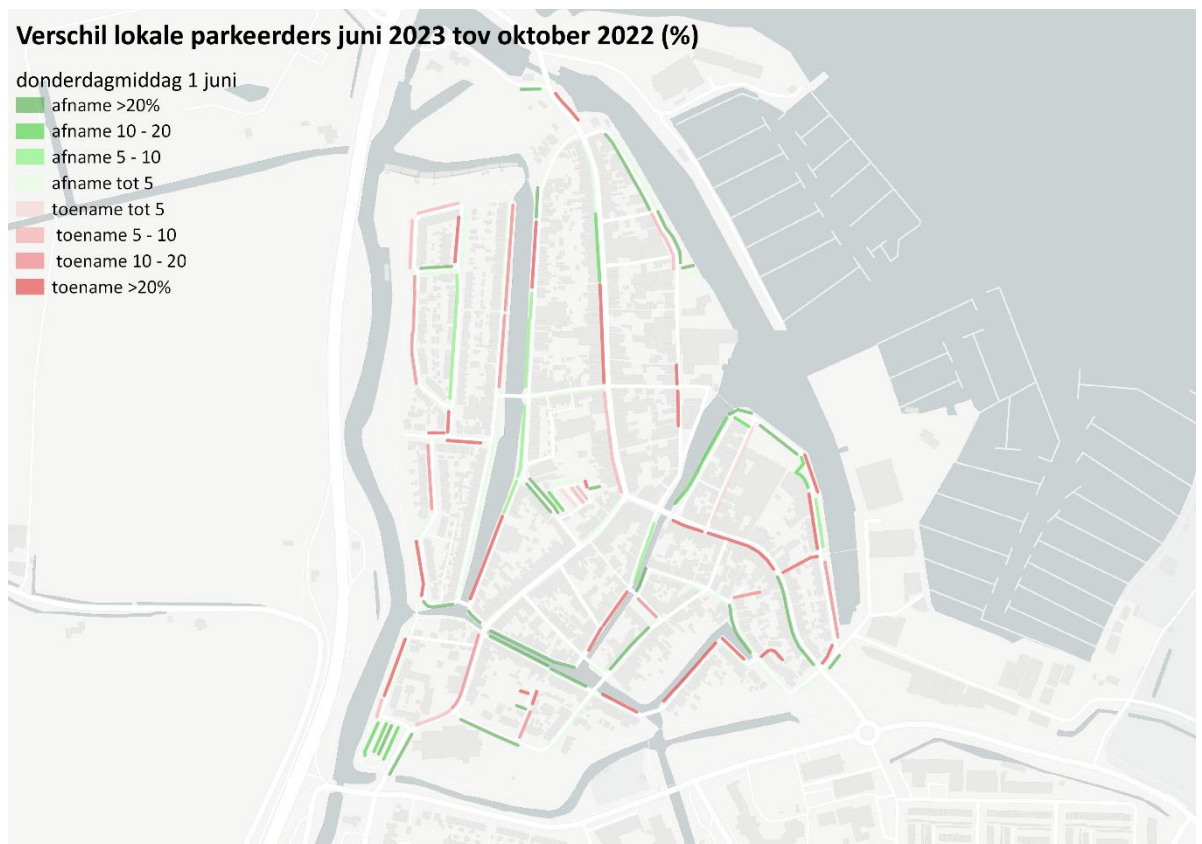 Verschil lokale parkeerders juni 2023 tov oktober 2022 (%)
donderdagmiddag 1 juni
afname >20%
afname 10 - 20
afname 5 - 10
afname tot 5
toename tot 5
toename 5 - 10
toename 10 - 20
toename >20%